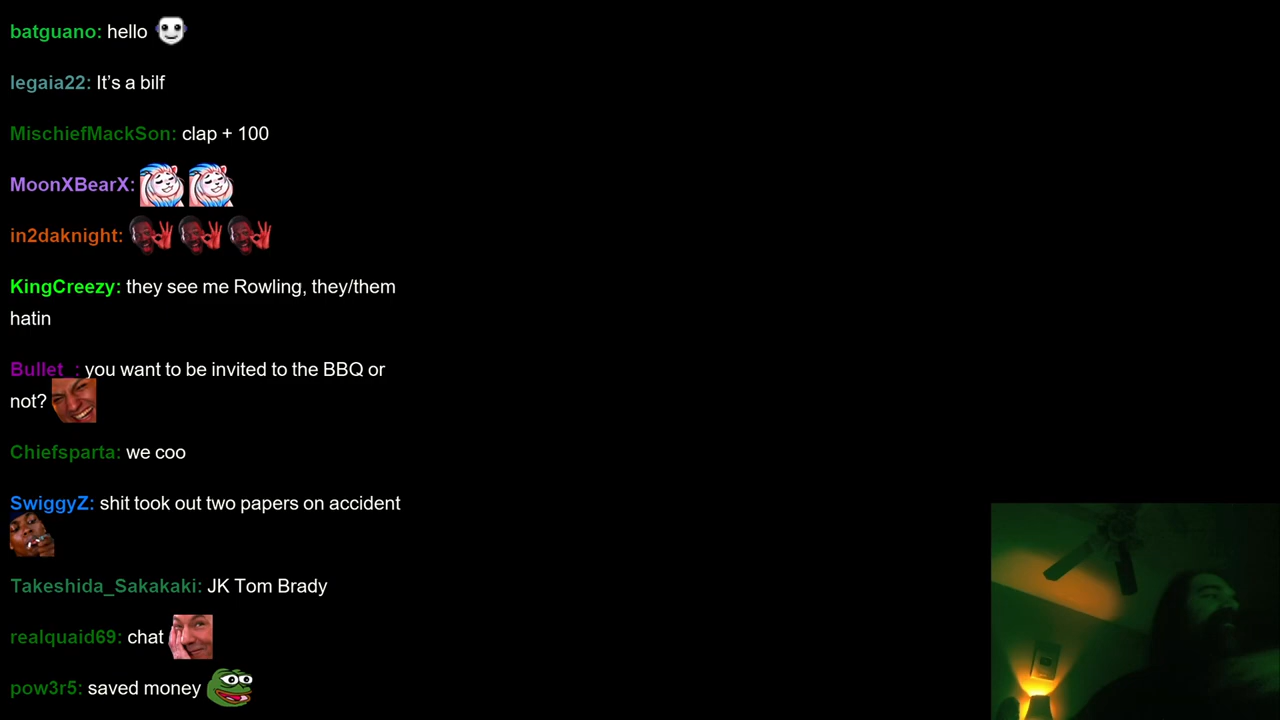 batguano: hello
legaia22: It's a bilf
MischiefMackSon: clap + 100
MoonXBearX:
in2daknight:
KingCreezy: they see me Rowling, they/them
hatin
Bullet_: you want to be invited to the BBQ or
not?
Chiefsparta: we coo
SwiggyZ: shit took out two papers on accident
Takeshida_Sakakaki: JK Tom Brady
realquaid69: chat
pow3r5: saved money